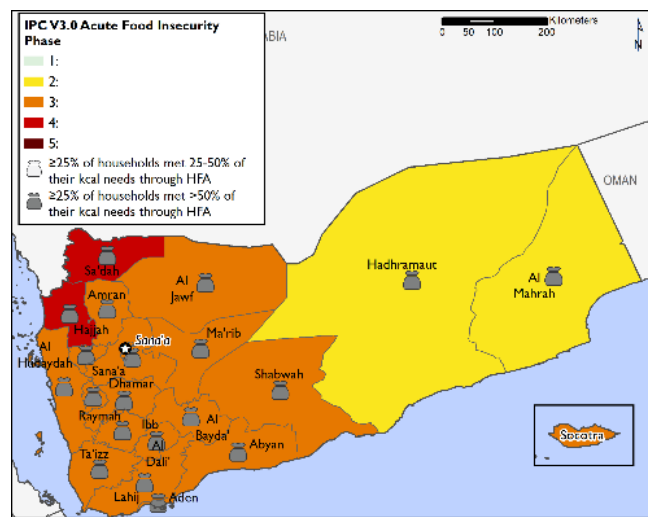 IPC V3.0 Acute Food Insecurity
Phase
1:
2:
3:
4:
5:
≥25% of households met 25-50% of
their kcal needs through HFA
≥25% of households met >50% of
their kcal needs through HFA
ABIA
Kilometers
0 50 100 200
N
OMAN
Sa'dah
Amran
Al
Jawf
Hadhramaut
Al
Mahrah
Hajjah
Sana'a
Ma'rib
Al
Hudaydah
Sana'a
Dhamar
Shabwah
Raymah
Ibb
Al
Bayda'
Abyan
Al
Dali'
Ta'izz
Lahij
Aden
Socotra